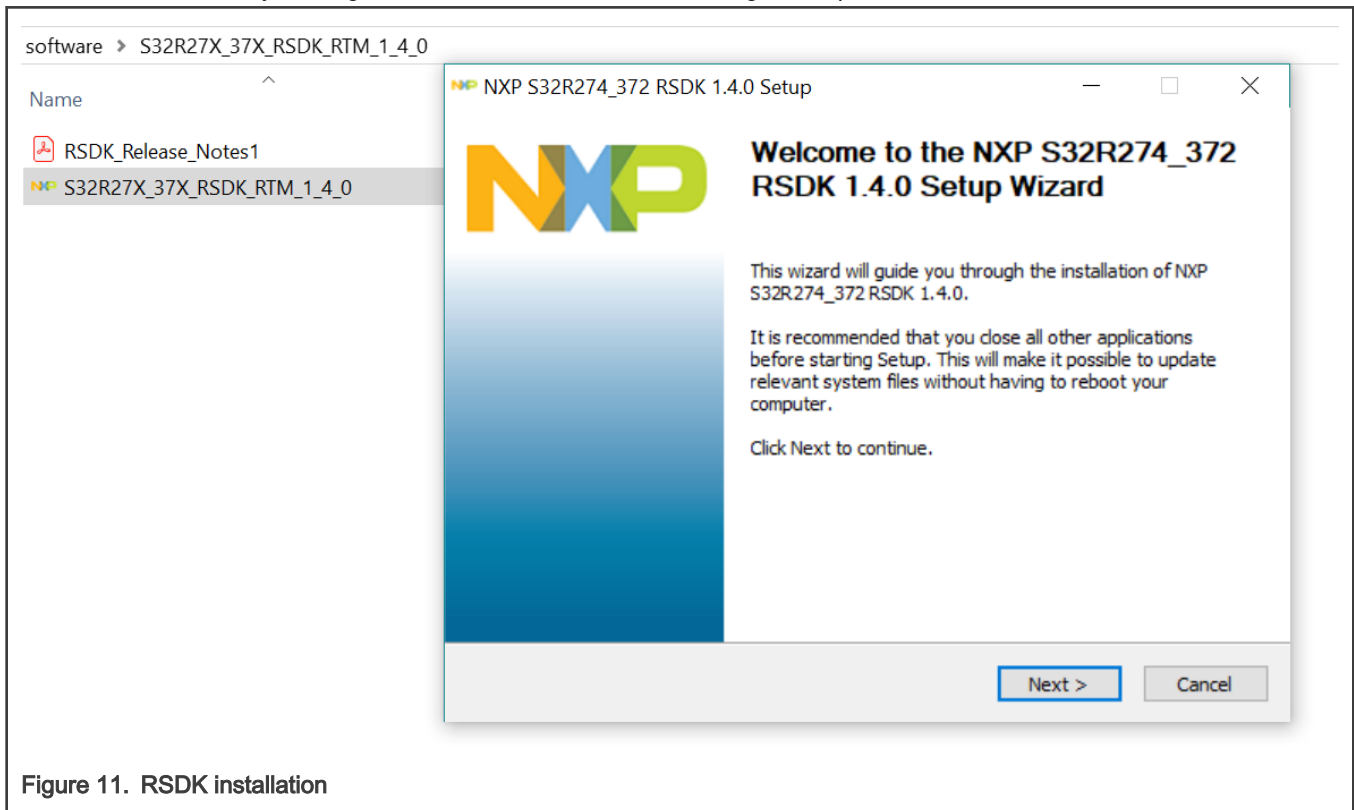 software > S32R27X_37X_RSDK_RTM_1_4_0
Name
RSDK_Release_Notes1
NXP S32R27X_37X_RSDK_RTM_1_4_0
NXP NXP S32R274_372 RSDK 1.4.0 Setup
NXP
Welcome to the NXP S32R274_372
RSDK 1.4.0 Setup Wizard
This wizard will guide you through the installation of NXP
S32R274_372 RSDK 1.4.0.
It is recommended that you close all other applications
before starting Setup. This will make it possible to update
relevant system files without having to reboot your
computer.
Click Next to continue.
Next >
Cancel
Figure 11. RSDK installation